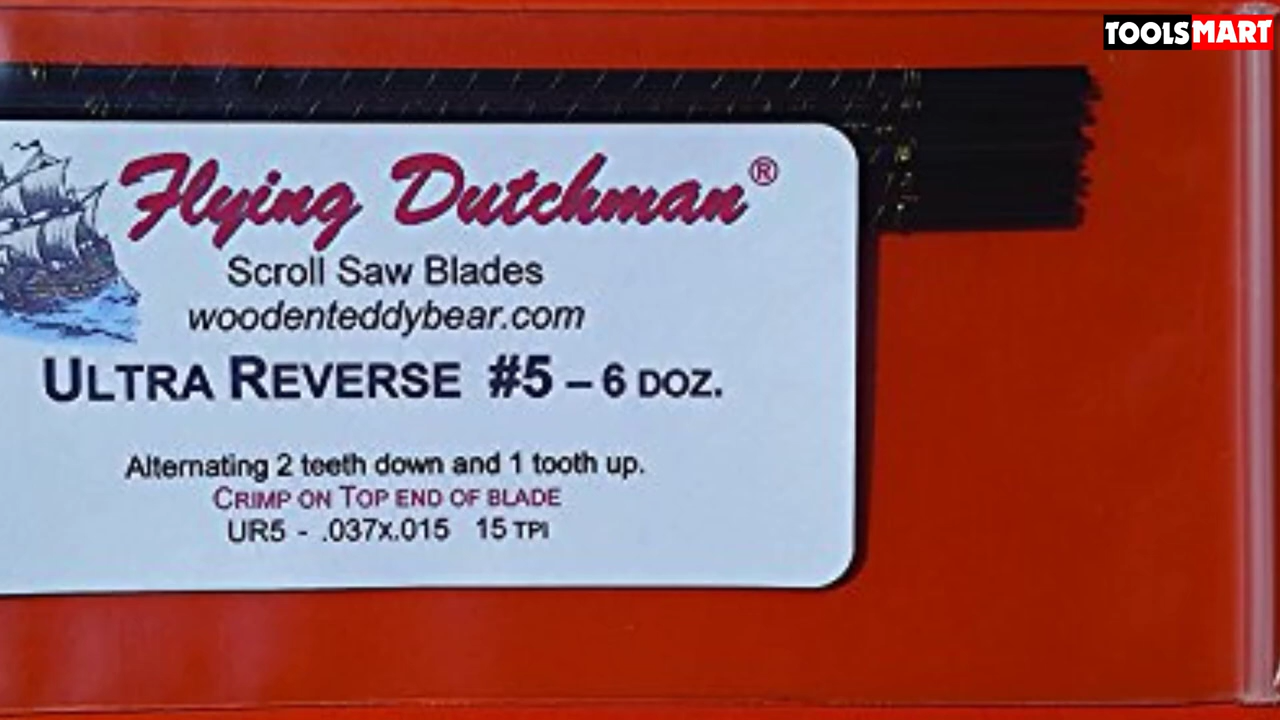 TOOLSMART
Flying Dutchman®
Scroll Saw Blades
woodenteddybear.com
ULTRA REVERSE #5 – 6 DOZ.
Alternating 2 teeth down and 1 tooth up.
CRIMP ON TOP END OF BLADE
UR5 - .037x.015 15 TPI